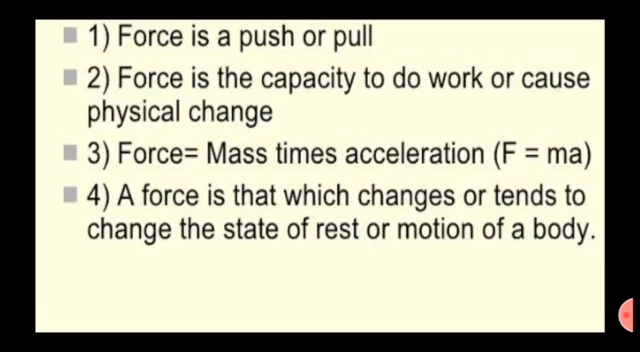 1) Force is a push or pull
2) Force is the capacity to do work or cause
physical change
3) Force= Mass times acceleration (F = ma)
4) A force is that which changes or tends to
change the state of rest or motion of a body.